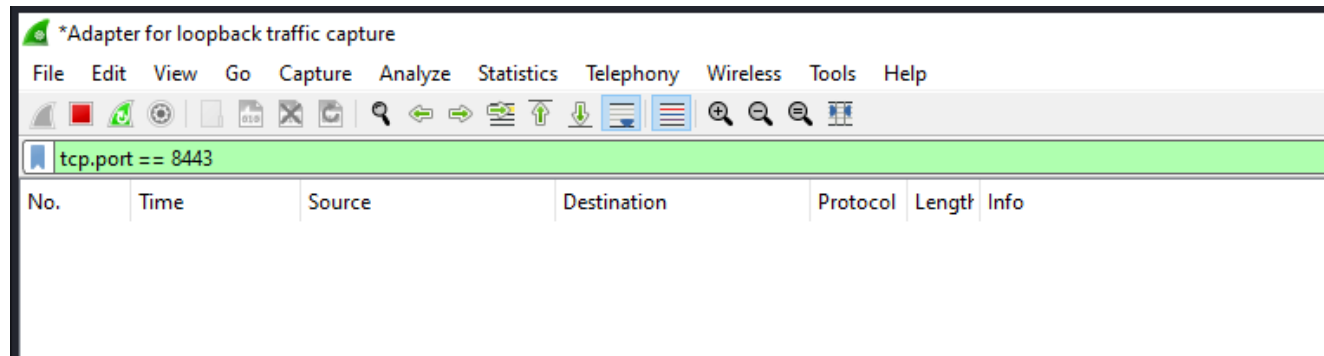 *Adapter for loopback traffic capture
File Edit View Go Capture Analyze Statistics Telephony Wireless Tools Help
tcp.port == 8443
No. Time Source Destination Protocol Length Info